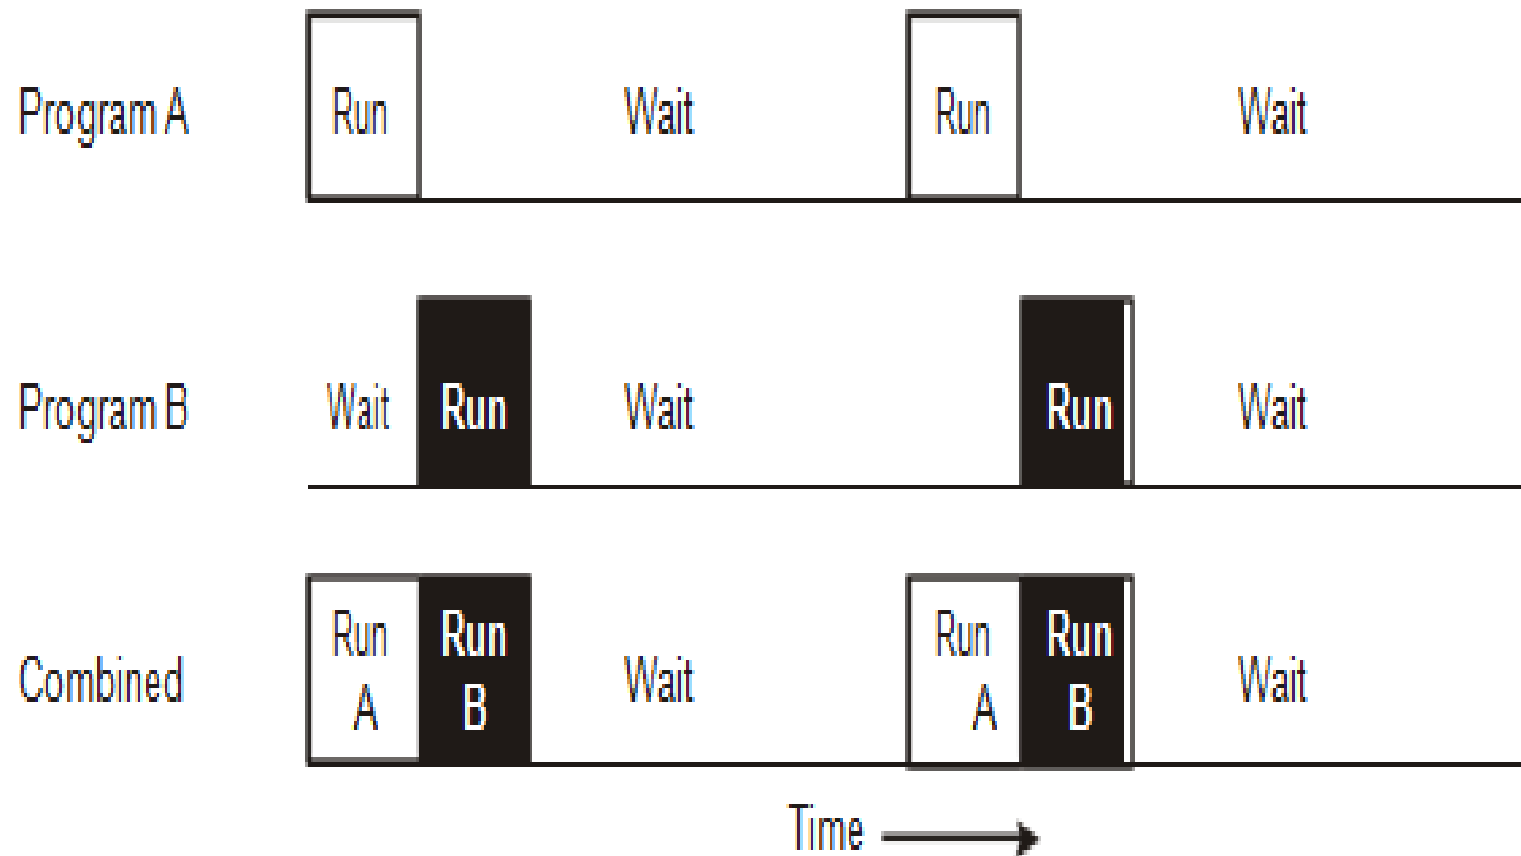 Program A Run Wait Run Wait
Program B Wait Run Wait Run Wait
Combined Run A Run B Wait Run A Run B Wait
Time